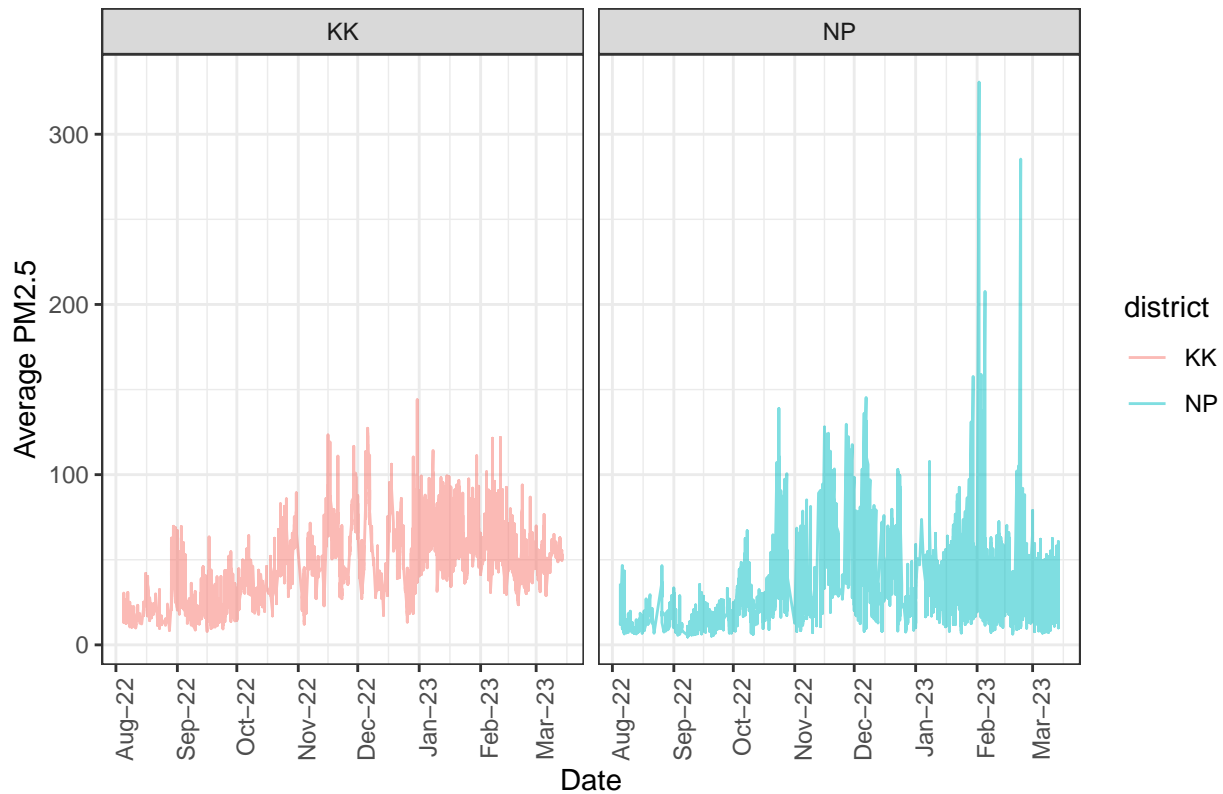 KK
NP
Average PM2.5
300
200
100
0
Aug–22
Sep–22
Oct–22
Nov–22
Dec–22
Jan–23
Feb–23
Mar–23
Aug–22
Sep–22
Oct–22
Nov–22
Dec–22
Jan–23
Feb–23
Mar–23
Date
district
KK
NP